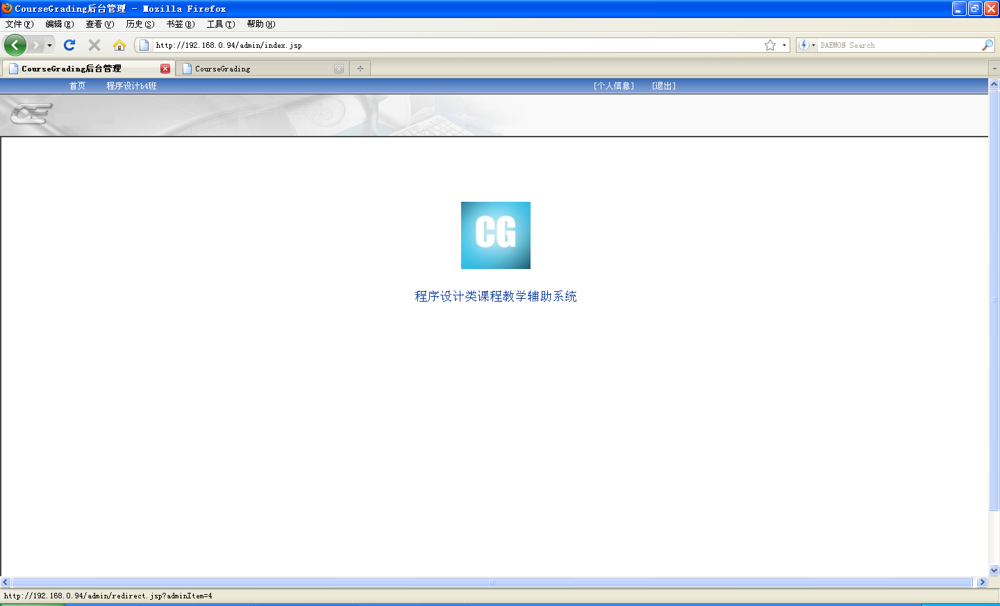 CourseGrading后台管理 - Mozilla Firefox
文件(F) 编辑(E) 查看(V) 历史(S) 书签(B) 工具(T) 帮助(H)
http://192.168.0.94/admin/index.jsp DAEMON Search
CourseGrading后台管理 CourseGrading
首页 程序设计b4班 [个人信息] [退出]
CG
程序设计类课程教学辅助系统
http://192.168.0.94/admin/redirect.jsp?adminItem=4